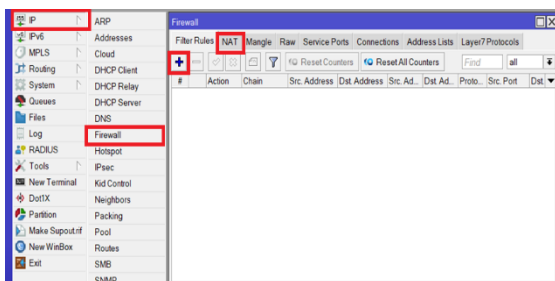 IP
IPv6
MPLS
Routing
System
Queues
Files
Log
RADIUS
Tools
New Terminal
Dot1X
Partition
Make Supout.rif
New WinBox
Exit
ARP
Addresses
Cloud
DHCP Client
DHCP Relay
DHCP Server
DNS
Firewall
Hotspot
IPsec
Kid Control
Neighbors
Packing
Pool
Routes
SMB
SNMP
Firewall
Filter Rules NAT Mangle Raw Service Ports Connections Address Lists Layer7 Protocols
Reset Counters Reset All Counters Find all
# Action Chain Src. Address Dst. Address Src. Ad... Dst. Ad... Proto... Src. Port Dst.